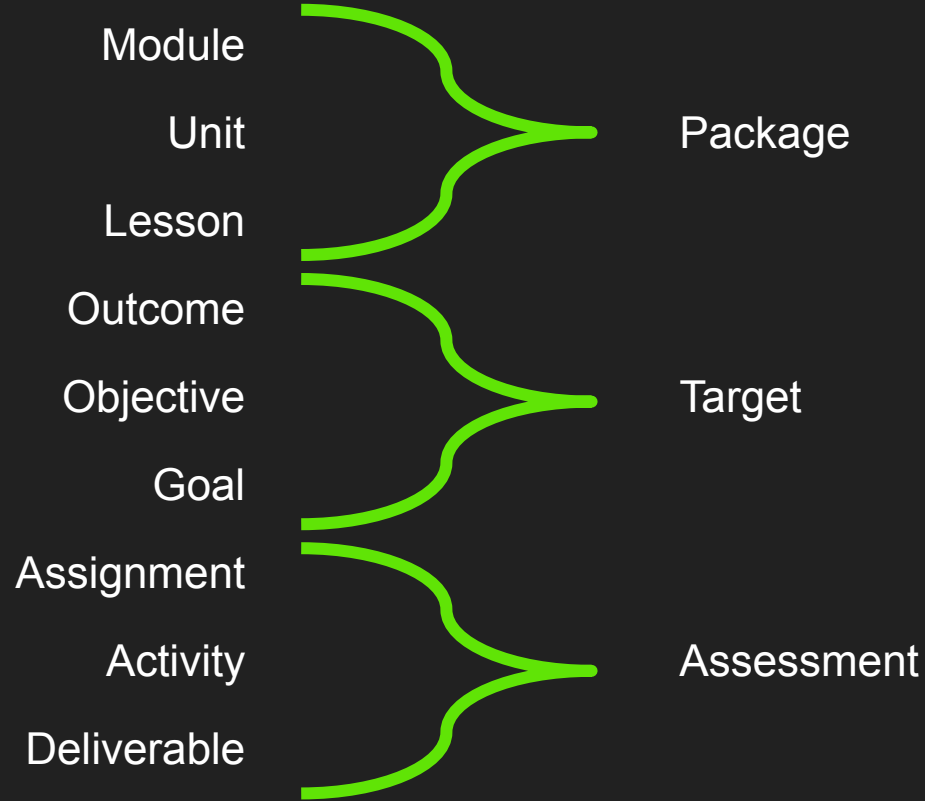 Module
Unit
Lesson
Package
Outcome
Objective
Goal
Target
Assignment
Activity
Deliverable
Assessment